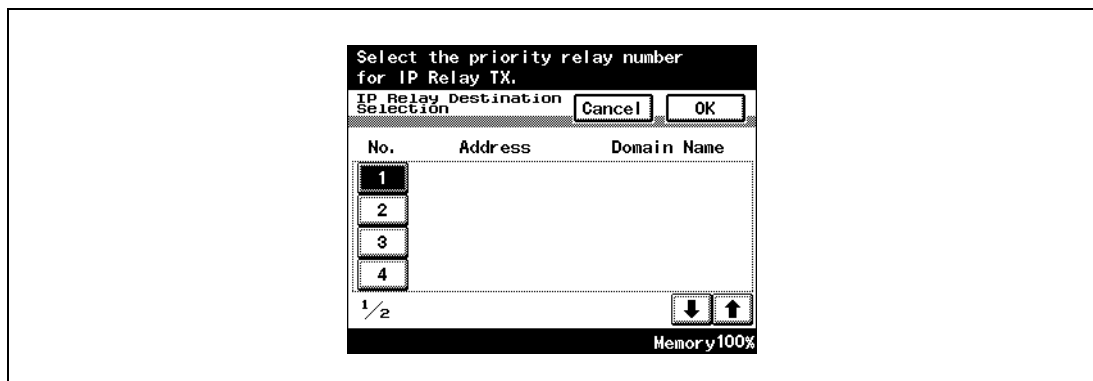 Select the priority relay number
for IP Relay TX.
IP Relay Destination
Selection
Cancel
OK
No. Address Domain Name
1
2
3
4
1/2
Memory100%